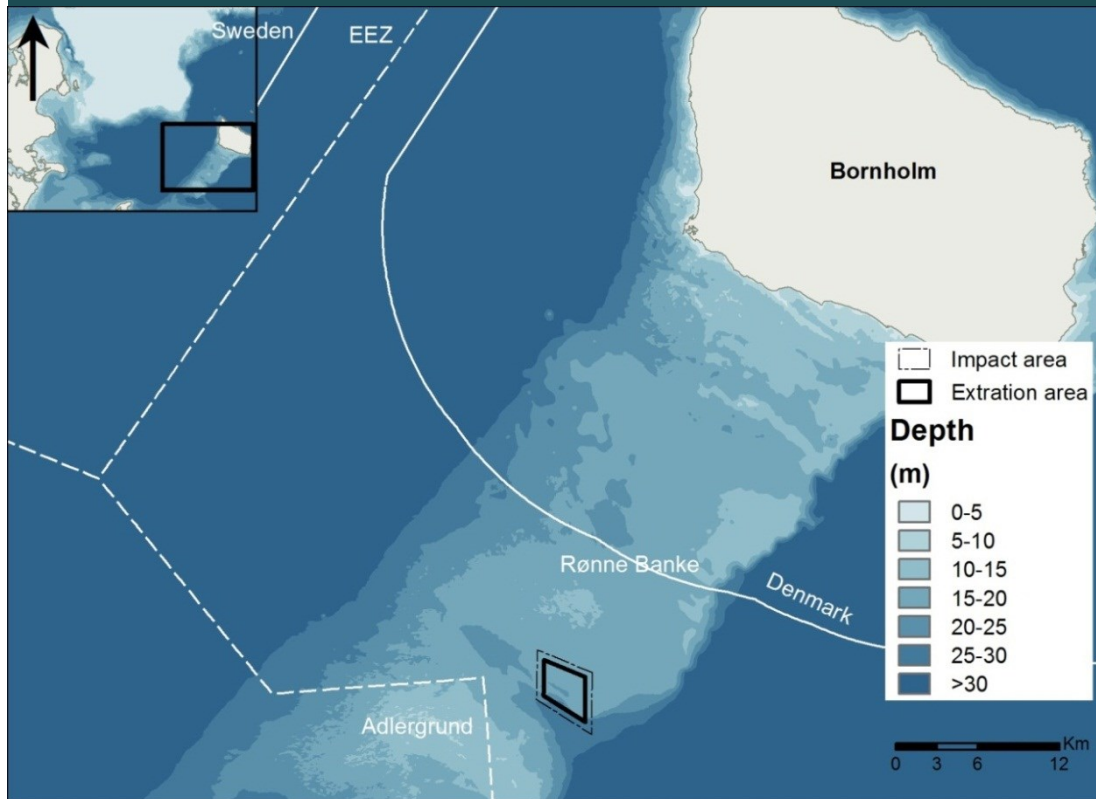 Sweden
EEZ
Bornholm
Impact area
Extration area
Depth
(m)
0-5
5-10
10-15
15-20
20-25
25-30
>30
Rønne Banke
Denmark
Adlergrund
Km
0 3 6 12